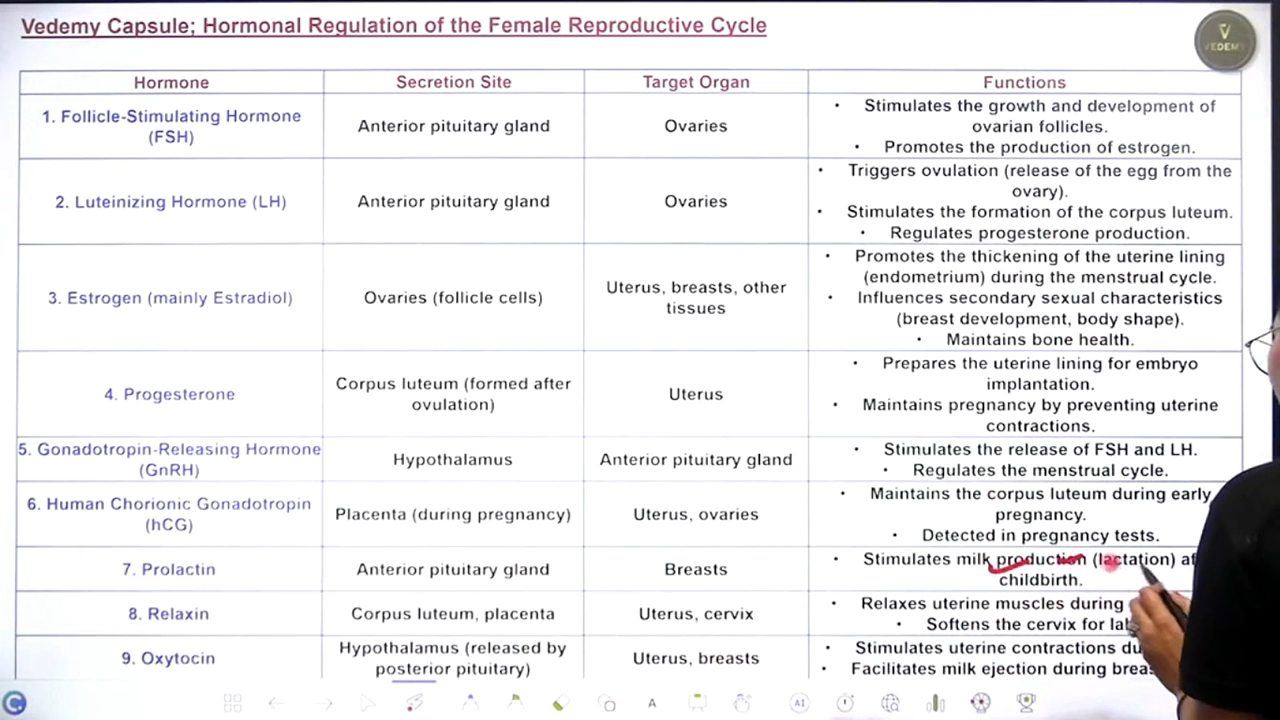 Vedemy Capsule; Hormonal Regulation of the Female Reproductive Cycle
VEDEMY
Hormone
Secretion Site
Target Organ
Functions
1. Follicle-Stimulating Hormone
(FSH)
Anterior pituitary gland
Ovaries
• Stimulates the growth and development of
ovarian follicles.
• Promotes the production of estrogen.
2. Luteinizing Hormone (LH)
Anterior pituitary gland
Ovaries
• Triggers ovulation (release of the egg from the
ovary).
• Stimulates the formation of the corpus luteum.
• Regulates progesterone production.
3. Estrogen (mainly Estradiol)
Ovaries (follicle cells)
Uterus, breasts, other
tissues
• Promotes the thickening of the uterine lining
(endometrium) during the menstrual cycle.
• Influences secondary sexual characteristics
(breast development, body shape).
• Maintains bone health.
4. Progesterone
Corpus luteum (formed after
ovulation)
Uterus
• Prepares the uterine lining for embryo
implantation.
• Maintains pregnancy by preventing uterine
contractions.
5. Gonadotropin-Releasing Hormone
(GnRH)
Hypothalamus
Anterior pituitary gland
• Stimulates the release of FSH and LH.
• Regulates the menstrual cycle.
6. Human Chorionic Gonadotropin
(hCG)
Placenta (during pregnancy)
Uterus, ovaries
• Maintains the corpus luteum during early
pregnancy.
• Detected in pregnancy tests.
7. Prolactin
Anterior pituitary gland
Breasts
• Stimulates milk production (lactation)
childbirth.
8. Relaxin
Corpus luteum, placenta
Uterus, cervix
• Relaxes uterine muscles during
• Softens the cervix for
9. Oxytocin
Hypothalamus (released by
posterior pituitary)
Uterus, breasts
• Stimulates uterine contractions
• Facilitates milk ejection during
A
AI